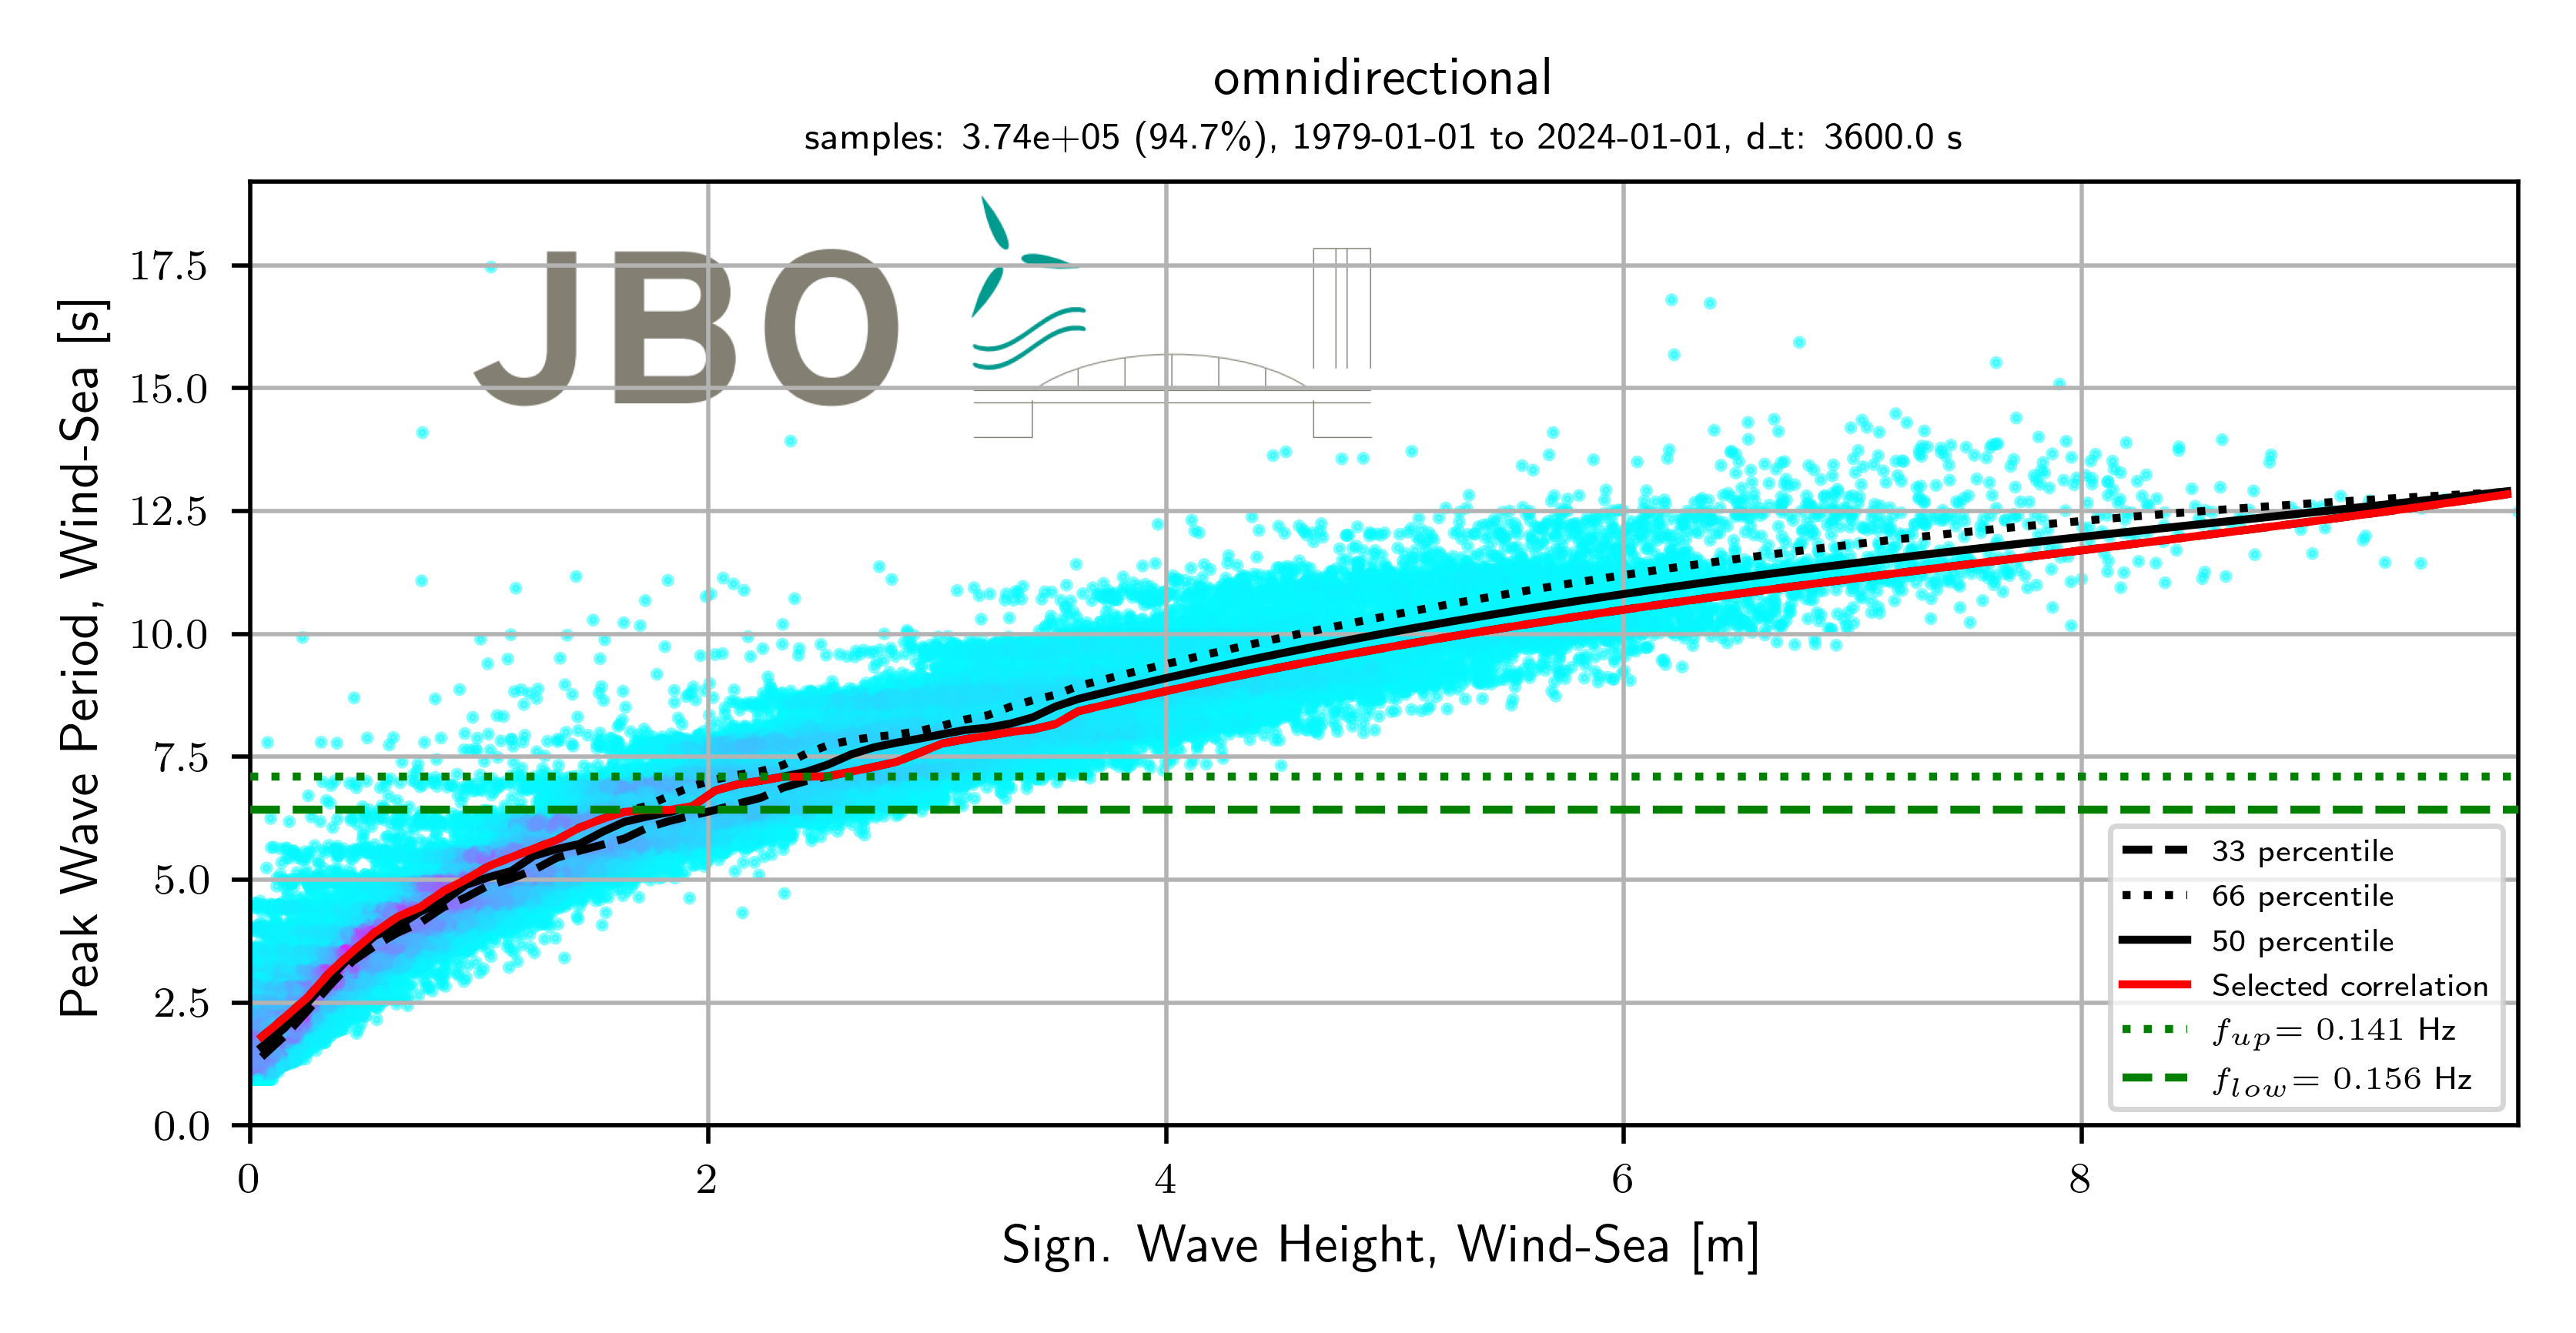 omnidirectional
samples: 3.74e+05 (94.7%), 1979-01-01 to 2024-01-01, d_t: 3600.0 s
JBO
Peak Wave Period, Wind-Sea [s]
17.5
15.0
12.5
10.0
7.5
5.0
2.5
0.0
0 2 4 6 8
Sign. Wave Height, Wind-Sea [m]
33 percentile
66 percentile
50 percentile
Selected correlation
f_up = 0.141 Hz
f_low = 0.156 Hz